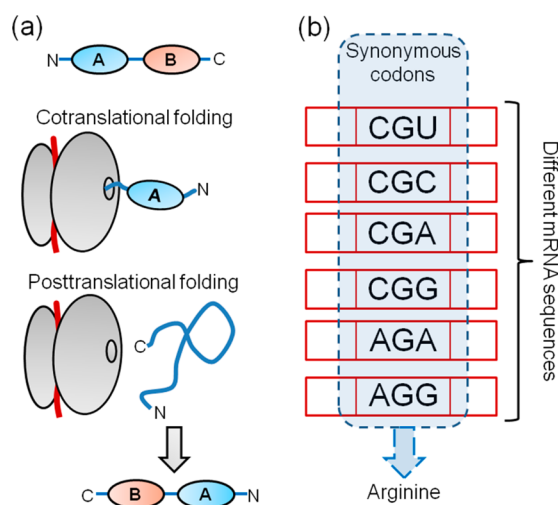 (a)
N A B C
Cotranslational folding
A N
Posttranslational folding
C
N
C B A N
(b)
Synonymous
codons
CGU
CGC
CGA
CGG
AGA
AGG
Arginine
Different mRNA sequences